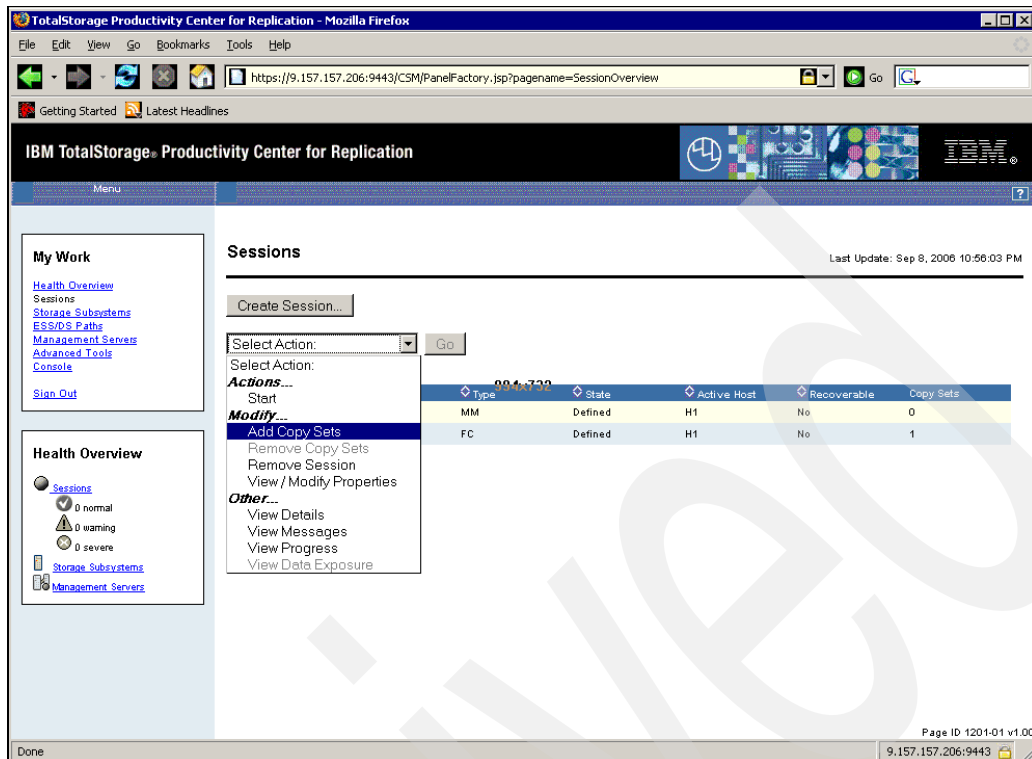 TotalStorage Productivity Center for Replication - Mozilla Firefox
File Edit View Go Bookmarks Tools Help
https://9.157.157.206:9443/CSM/PanelFactory.jsp?pagename=SessionOverview
Go
Getting Started Latest Headlines
IBM TotalStorage® Productivity Center for Replication
IBM®
Menu
?
My Work
Health Overview
Sessions
Storage Subsystems
ESS/DS Paths
Management Servers
Advanced Tools
Console
Sign Out
Health Overview
Sessions
0 normal
0 warning
0 severe
Storage Subsystems
Management Servers
Sessions
Last Update: Sep 8, 2006 10:56:03 PM
Create Session...
Select Action:
Go
Select Action:
Actions...
Start
Modify...
Add Copy Sets
Remove Copy Sets
Remove Session
View / Modify Properties
Other...
View Details
View Messages
View Progress
View Data Exposure
994x732
Type State Active Host Recoverable Copy Sets
MM Defined H1 No 0
FC Defined H1 No 1
Page ID 1201-01 v1.00
Done
9.157.157.206:9443